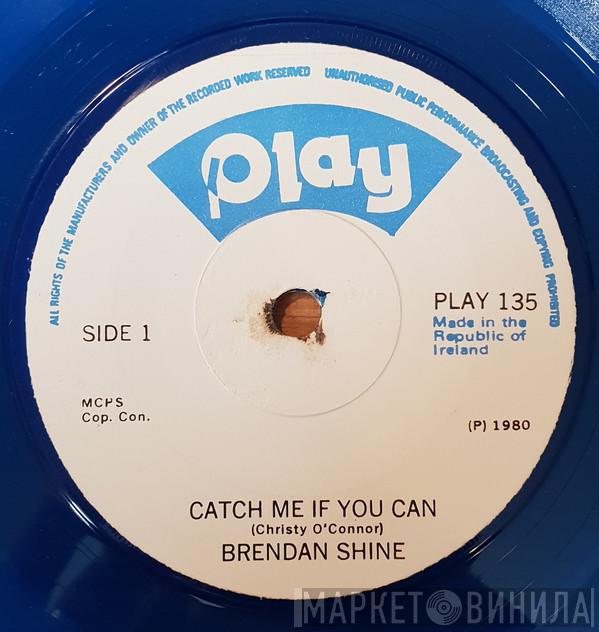 ALL RIGHTS OF THE MANUFACTURERS AND OWNER OF THE RECORDED WORK RESERVED UNAUTHORISED PUBLIC PERFORMANCE BROADCASTING AND COPYING PROHIBITED
Play
SIDE 1
PLAY 135
Made in the
Republic of
Ireland
MCPS
Cop. Con.
(P) 1980
CATCH ME IF YOU CAN
(Christy O'Connor)
BRENDAN SHINE
МАРКЕТ ВИНИЛА